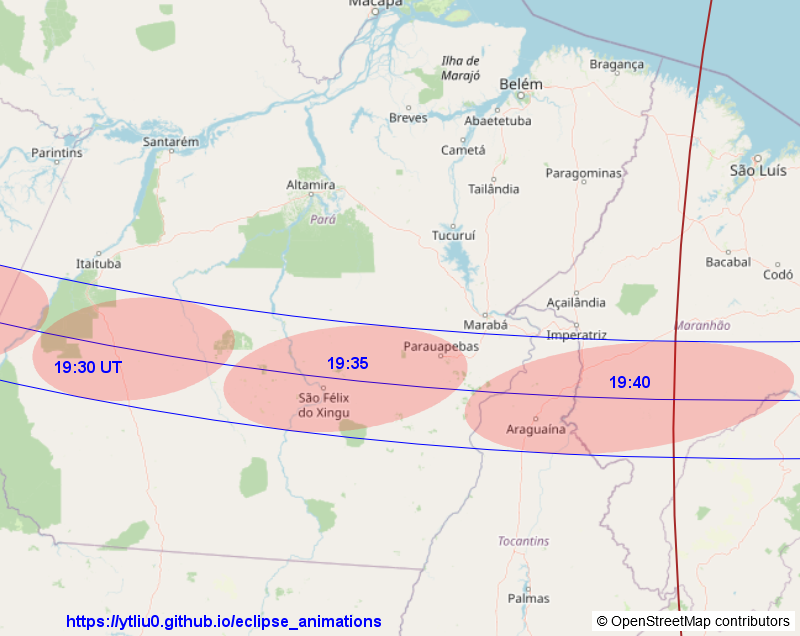 Macapá
Ilha de
Marajó
Bragança
Belém
Breves
Abaetetuba
Santarém
Cametá
Parintins
São Luís
Paragominas
Altamira
Tailândia
Pará
Tucuruí
Bacabal
Itaituba
Codó
Açailândia
Marabá
Maranhão
Imperatriz
Parauapebas
19:30 UT
19:35
19:40
São Félix
do Xingu
Araguaína
Tocantins
Palmas
https://ytliu0.github.io/eclipse_animations
© OpenStreetMap contributors